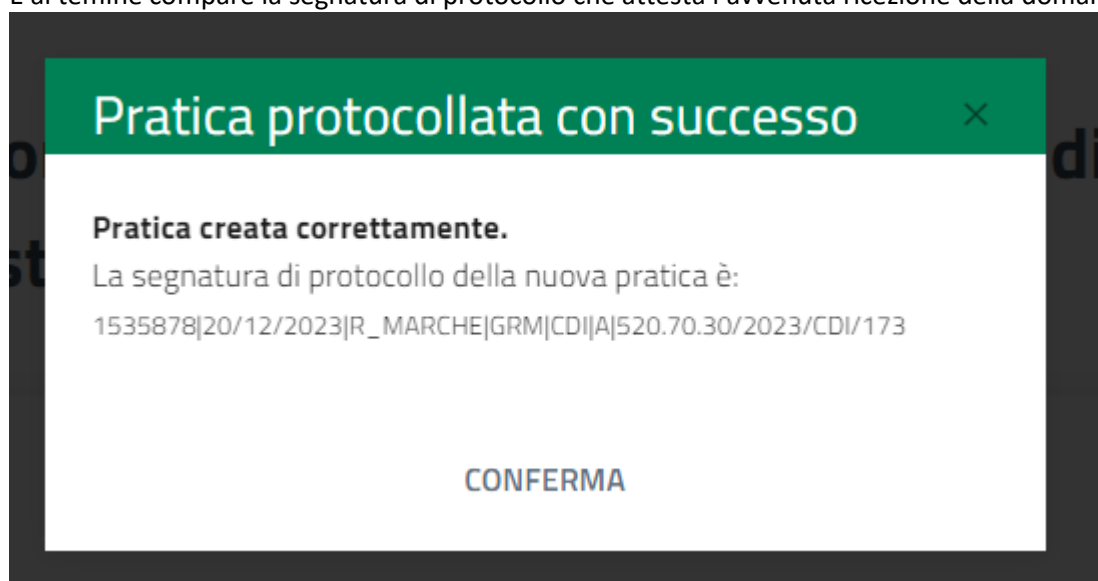 Pratica protocollata con successo
Pratica creata correttamente.
La segnatura di protocollo della nuova pratica è:
1535878|20/12/2023|R_MARCHE|GRM|CDI|A|520.70.30/2023/CDI/173
CONFERMA